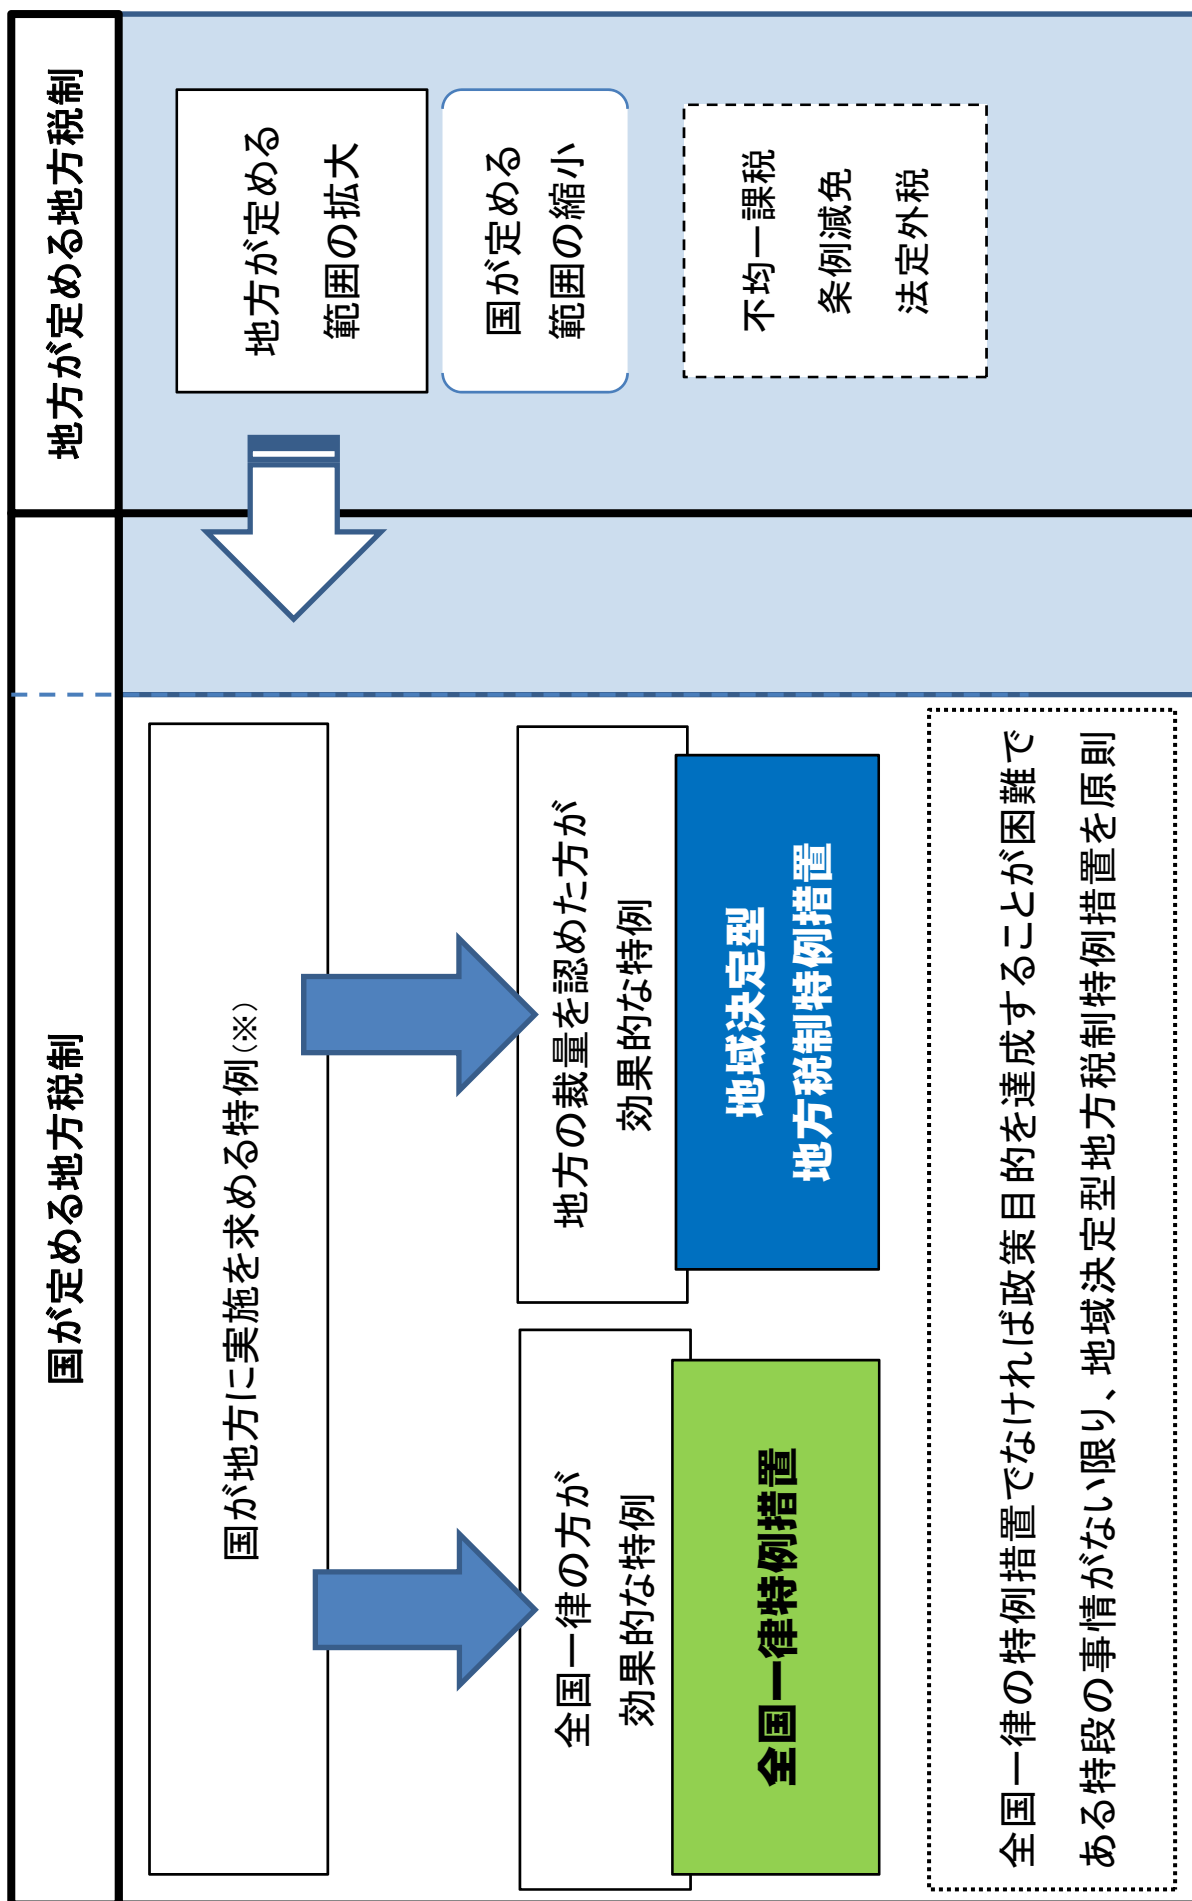 国が定める地方税制
地方が定める地方税制
国が地方に実施を求める特例(※)
全国一律の方が
効果的な特例
全国一律特例措置
地方の裁量を認めた方が
効果的な特例
地域決定型
地方税制特例措置
全国一律の特例措置でなければ政策目的を達成することが困難で
ある特段の事情がない限り、地域決定型地方税制特例措置を原則
地方が定める
範囲の拡大
国が定める
範囲の縮小
不均一課税
条例減免
法定外税